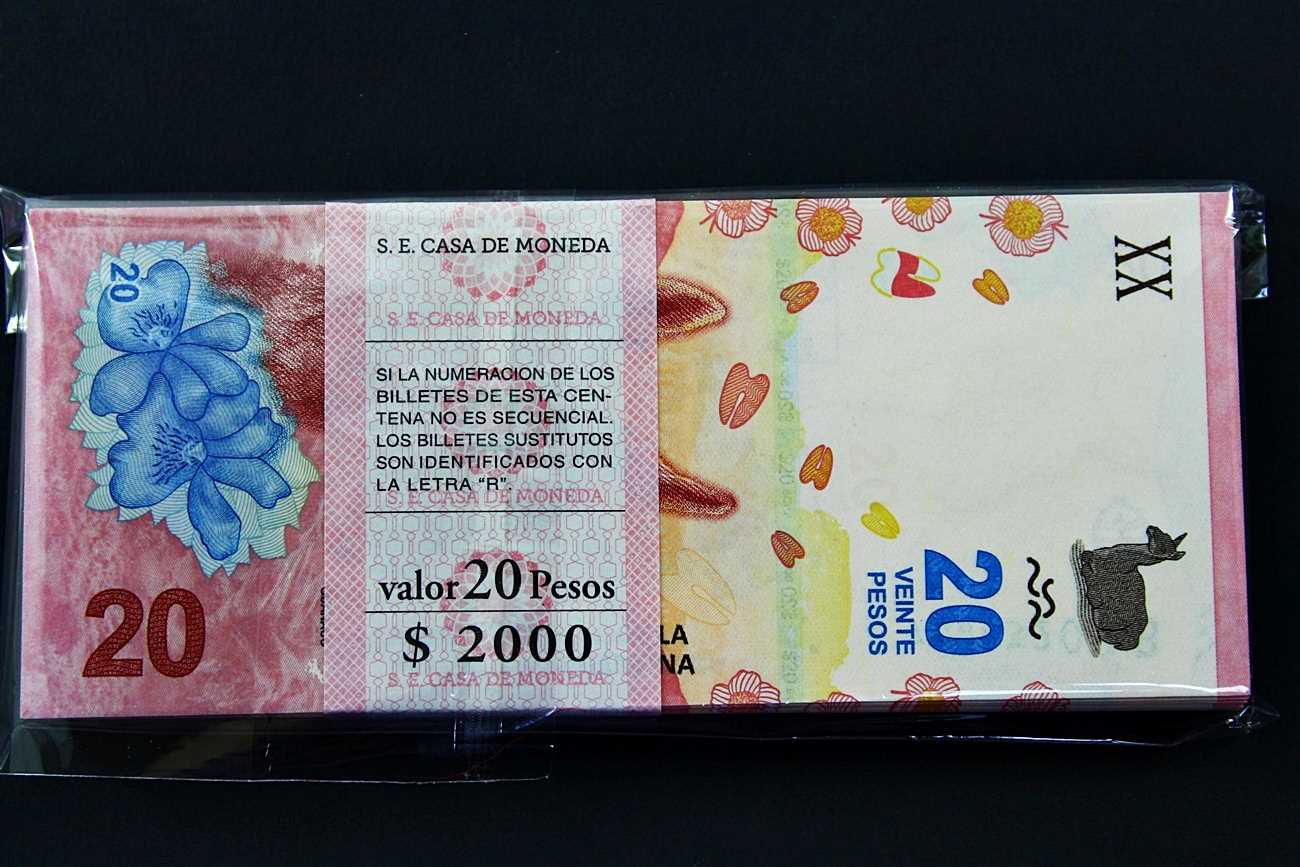 20
20
S. E. CASA DE MONEDA
S. E. CASA DE MONEDA
SI LA NUMERACION DE LOS
BILLETES DE ESTA CEN-
TENA NO ES SECUENCIAL.
LOS BILLETES SUSTITUTOS
SON IDENTIFICADOS CON
LA LETRA “R”.
S. E. CASA DE MONEDA
valor 20 Pesos
$ 2000
S. E. CASA DE MONEDA
LA
NA
XX
20
VEINTE
PESOS